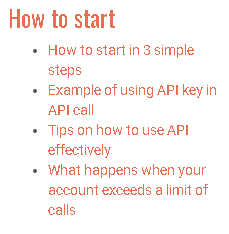 How to start
How to start in 3 simple
steps
Example of using API key in
API call
Tips on how to use API
effectively
What happens when your
account exceeds a limit of
calls